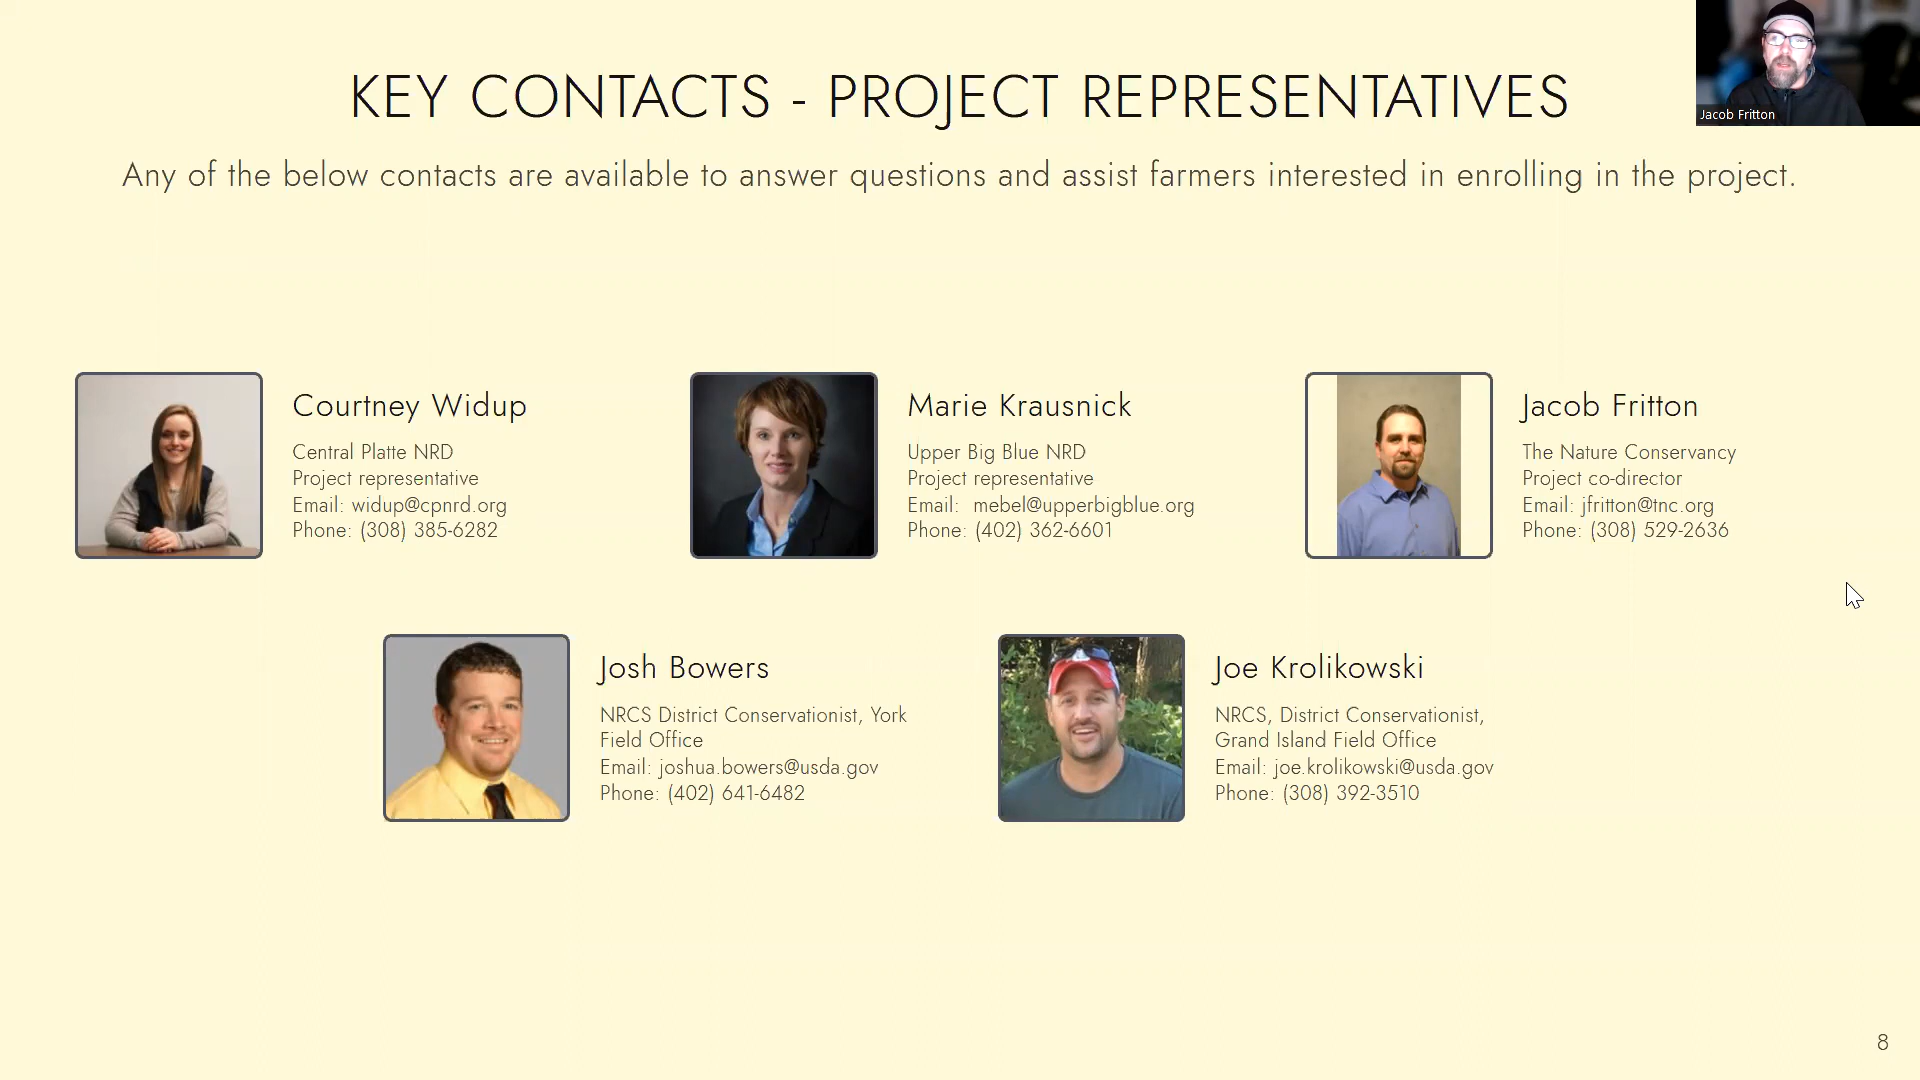 KEY CONTACTS - PROJECT REPRESENTATIVES
Jacob Fritton
Any of the below contacts are available to answer questions and assist farmers interested in enrolling in the project.
Courtney Widup
Central Platte NRD
Project representative
Email: widup@cpnrd.org
Phone: (308) 385-6282
Marie Krausnick
Upper Big Blue NRD
Project representative
Email:  mebel@upperbigblue.org
Phone: (402) 362-6601
Jacob Fritton
The Nature Conservancy
Project co-director
Email: jfritton@tnc.org
Phone: (308) 529-2636
Josh Bowers
NRCS District Conservationist, York
Field Office
Email: joshua.bowers@usda.gov
Phone: (402) 641-6482
Joe Krolikowski
NRCS, District Conservationist,
Grand Island Field Office
Email: joe.krolikowski@usda.gov
Phone: (308) 392-3510
8